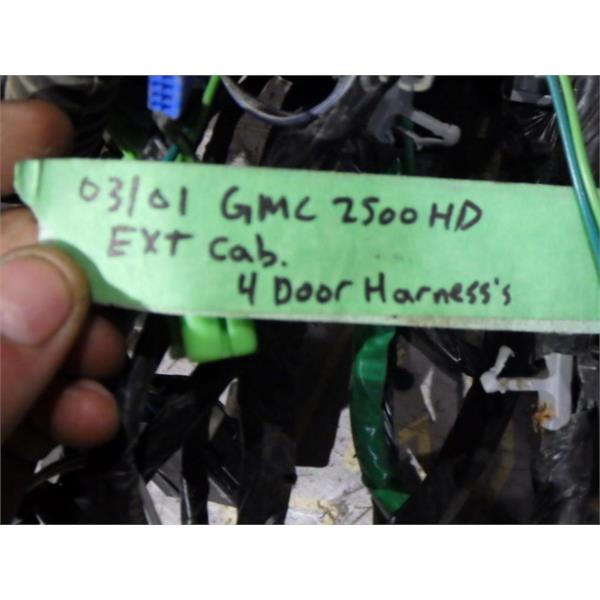 03/01 GMC 2500 HD
EXT Cab.
4 Door Harness's